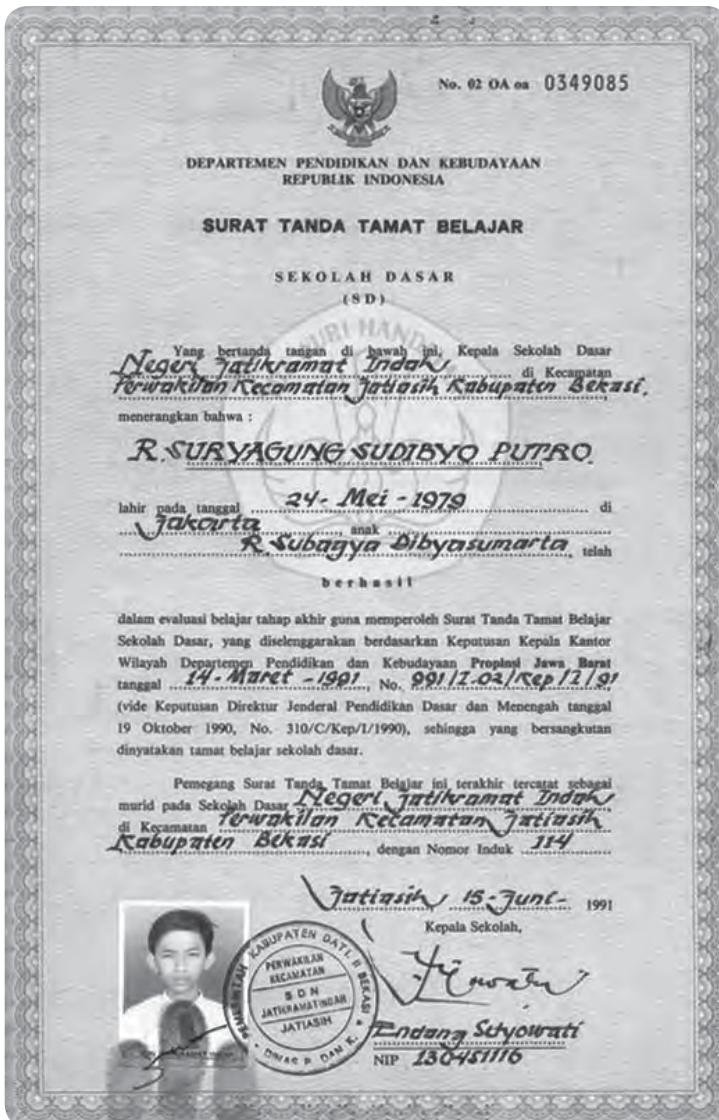 No. 02 OA oa 0349085
DEPARTEMEN PENDIDIKAN DAN KEBUDAYAAN
REPUBLIK INDONESIA
SURAT TANDA TAMAT BELAJAR
SEKOLAH DASAR
(SD)
Yang bertanda tangan di bawah ini, Kepala Sekolah Dasar
Negeri Jatikramat Indah di Kecamatan
Perwakilan Kecamatan Jatiasih Kabupaten Bekasi.
menerangkan bahwa :
R. SURYAGUNG SUDIBYO PUTRO
lahir pada tanggal 24 - Mei - 1979 di
Jakarta, anak
R. Subagya Dibyasumarta, telah
berhasil
dalam evaluasi belajar tahap akhir guna memperoleh Surat Tanda Tamat Belajar
Sekolah Dasar, yang diselenggarakan berdasarkan Keputusan Kepala Kantor
Wilayah Departemen Pendidikan dan Kebudayaan Propinsi Jawa Barat
tanggal 14 - Maret - 1991, No. 991/I.02/Kep/I/91
(vide Keputusan Direktur Jenderal Pendidikan Dasar dan Menengah tanggal
19 Oktober 1990, No. 310/C/Kep/I/1990), sehingga yang bersangkutan
dinyatakan tamat belajar sekolah dasar.
Pemegang Surat Tanda Tamat Belajar ini terakhir tercatat sebagai
murid pada Sekolah Dasar Negeri Jatikramat Indah
di Kecamatan Perwakilan Kecamatan Jatiasih
Kabupaten Bekasi, dengan Nomor Induk 114
Jatiasih, 15 - Juni - 1991
Kepala Sekolah,
PEMERINTAH KABUPATEN DATI. II BEKASI
PERWAKILAN
KECAMATAN
S D N
JATIKRAMATINDAH
JATIASIH
DINAS P. DAN K.
Endang Setyowati
NIP 130451116